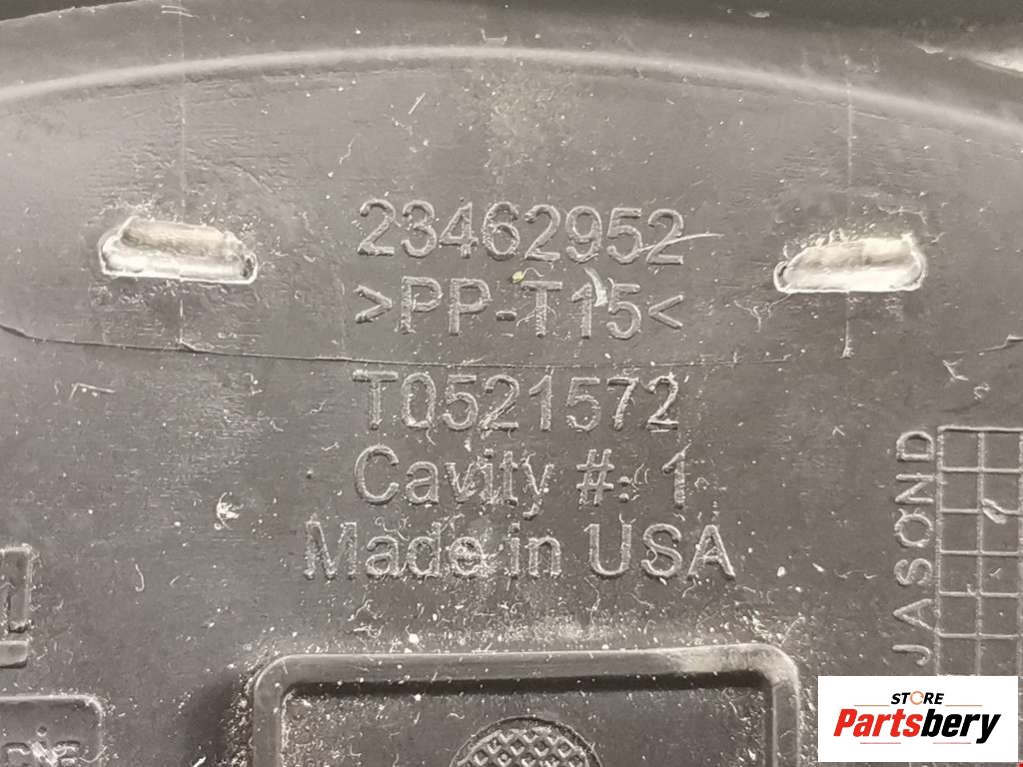 23462952
>PP-T15<
T0521572
Cavity #: 1
Made in USA
JASOND
STORE
Partsbery